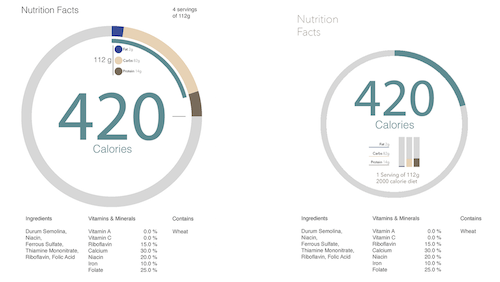 Nutrition Facts
4 servings
of 112g
112 g
Fat
Carbs
Protein
420
Calories
Ingredients
Durum Semolina,
Niacin,
Ferrous Sulfate,
Thiamine Mononitrate,
Riboflavin, Folic Acid
Vitamins & Minerals
Vitamin A 0.0 %
Vitamin C 0.0 %
Riboflavin 15.0 %
Calcium 30.0 %
Niacin 20.0 %
Iron 10.0 %
Folate 25.0 %
Contains
Wheat
Nutrition
Facts
420
Calories
Fat
Carbs
Protein
1 Serving of 112g
2000 calorie diet
Ingredients
Durum Semolina,
Niacin,
Ferrous Sulfate,
Thiamine Mononitrate,
Riboflavin, Folic Acid
Vitamins & Minerals
Vitamin A 0.0 %
Vitamin C 0.0 %
Riboflavin 15.0 %
Calcium 30.0 %
Niacin 20.0 %
Iron 10.0 %
Folate 25.0 %
Contains
Wheat